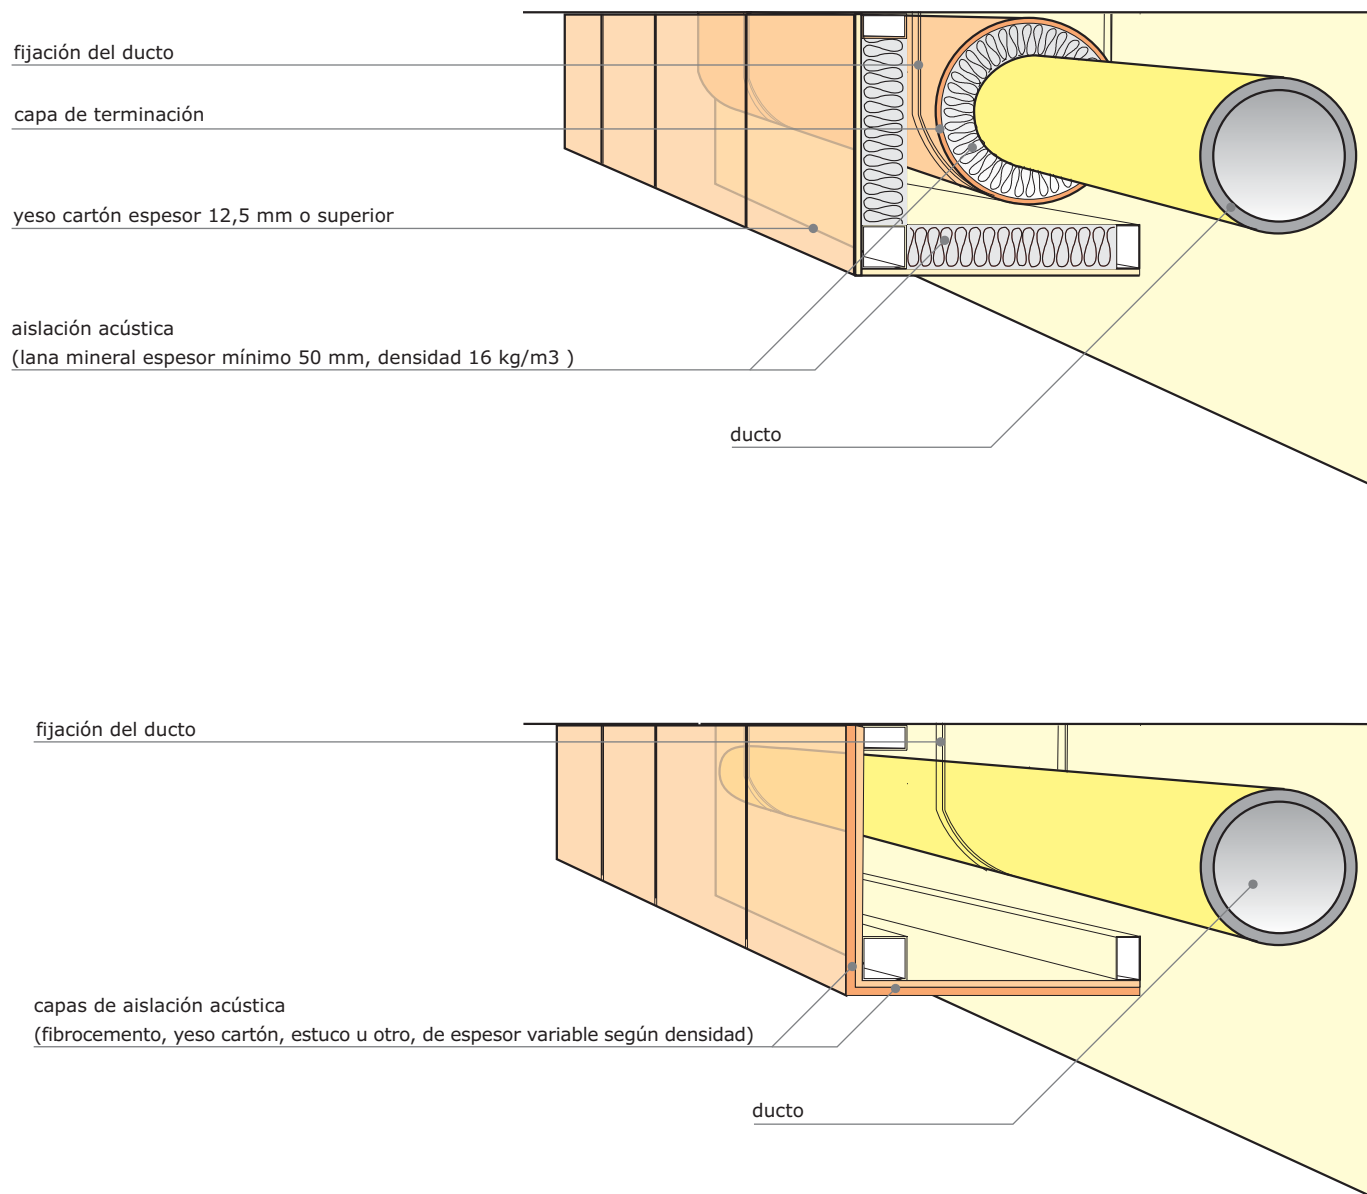 fijación del ducto
capa de terminación
yeso cartón espesor 12,5 mm o superior
aislación acústica
(lana mineral espesor mínimo 50 mm, densidad 16 kg/m3 )
ducto
fijación del ducto
capas de aislación acústica
(fibrocemento, yeso cartón, estuco u otro, de espesor variable según densidad)
ducto